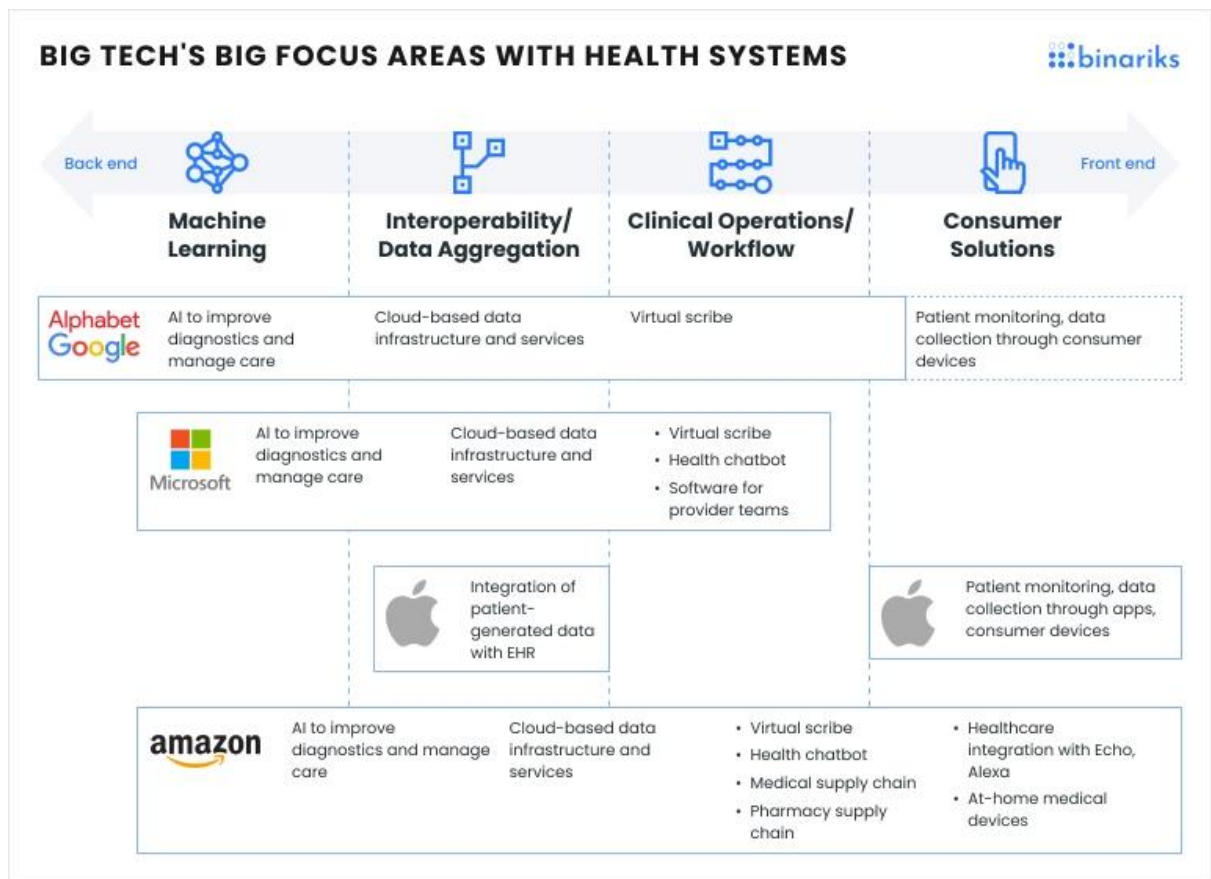 BIG TECH'S BIG FOCUS AREAS WITH HEALTH SYSTEMS
binariks
Back end
Front end
Machine
Learning
Interoperability/
Data Aggregation
Clinical Operations/
Workflow
Consumer
Solutions
Alphabet
Google
AI to improve
diagnostics and
manage care
Cloud-based data
infrastructure and services
Virtual scribe
Patient monitoring, data
collection through consumer
devices
Microsoft
AI to improve
diagnostics and
manage care
Cloud-based data
infrastructure and
services
• Virtual scribe
• Health chatbot
• Software for
provider teams
Integration of
patient-
generated data
with EHR
Patient monitoring, data
collection through apps,
consumer devices
amazon
AI to improve
diagnostics and manage
care
Cloud-based data
infrastructure and
services
• Virtual scribe
• Health chatbot
• Medical supply chain
• Pharmacy supply
chain
• Healthcare
integration with Echo,
Alexa
• At-home medical
devices